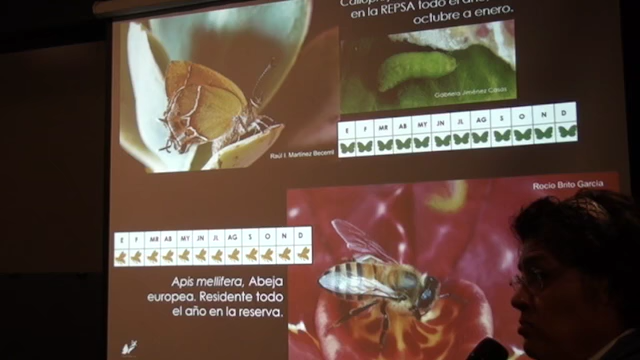 en la REPSA todo el
octubre a enero.
Gabriela Jiménez Casas
Raúl I. Martínez Becerril
E F MR AB MY JN JL AG S O N D
Rocío Brito García
E F MR AB MY JN JL AG S O N D
Apis mellifera, Abeja
europea. Residente todo
el año en la reserva.